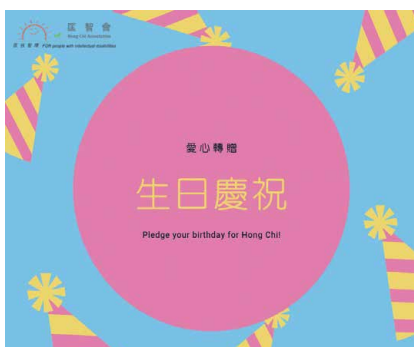 匡智會
Hong Chi Association
FOR people with intellectual disabilities
愛心轉贈
生日慶祝
Pledge your birthday for Hong Chi!